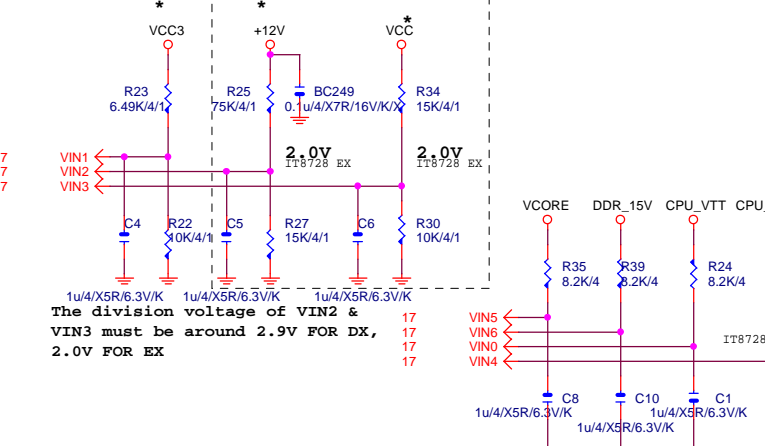 *
*
*
VCC3
+12V
VCC
R23
6.49K/4/1
R25
75K/4/1
BC249
0.1u/4/X7R/16V/K/X
R34
15K/4/1
7
VIN1
7
VIN2
7
VIN3
2.0V
IT8728 EX
2.0V
IT8728 EX
C4
R22
10K/4/1
C5
R27
15K/4/1
C6
R30
10K/4/1
1u/4/X5R/6.3V/K
1u/4/X5R/6.3V/K
1u/4/X5R/6.3V/K
The division voltage of VIN2 &
VIN3 must be around 2.9V FOR DX,
2.0V FOR EX
VCORE
DDR_15V
CPU_VTT
CPU_
R35
8.2K/4
R39
8.2K/4
R24
8.2K/4
17
VIN5
17
VIN6
17
VIN0
17
VIN4
IT8728
C8
1u/4/X5R/6.3V/K
C10
1u/4/X5R/6.3V/K
C1
1u/4/X5R/6.3V/K